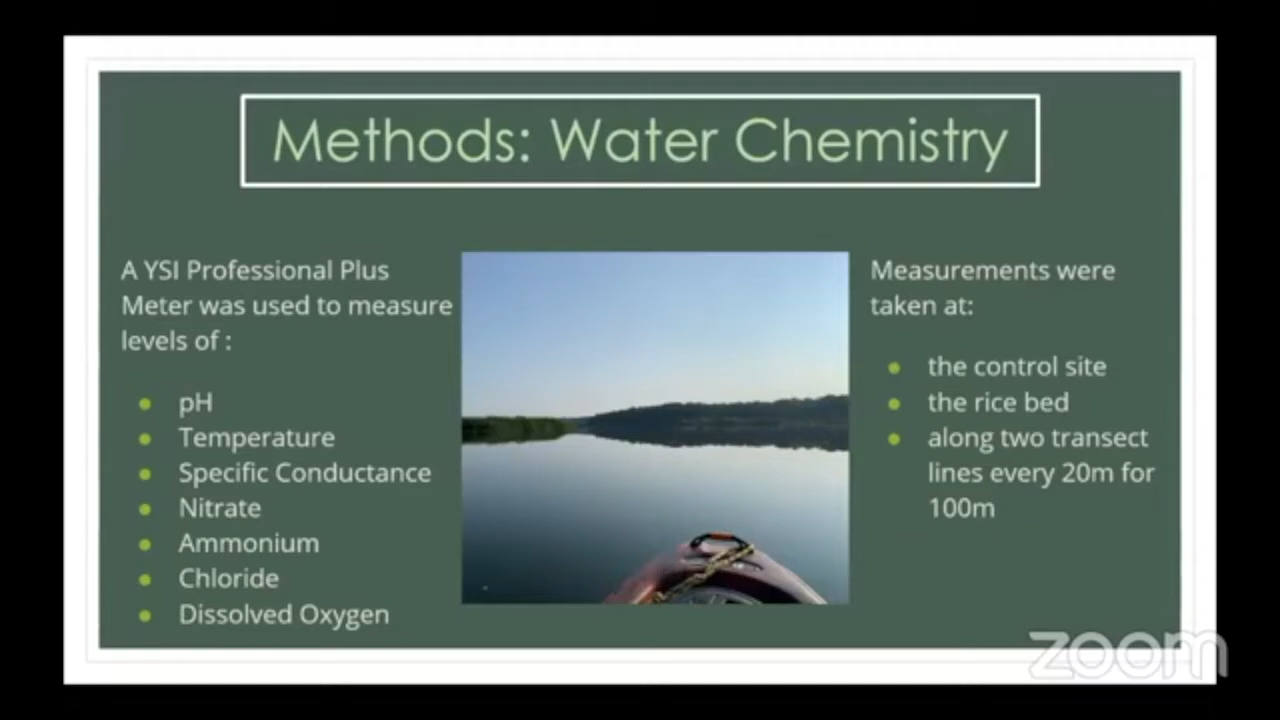 Methods: Water Chemistry
A YSI Professional Plus
Meter was used to measure
levels of :
pH
Temperature
Specific Conductance
Nitrate
Ammonium
Chloride
Dissolved Oxygen
Measurements were
taken at:
the control site
the rice bed
along two transect
lines every 20m for
100m
zoom